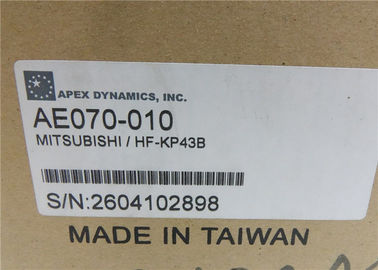 APEX DYNAMICS, INC.
AE070-010
MITSUBISHI / HF-KP43B
S/N:2604102898
MADE IN TAIWAN